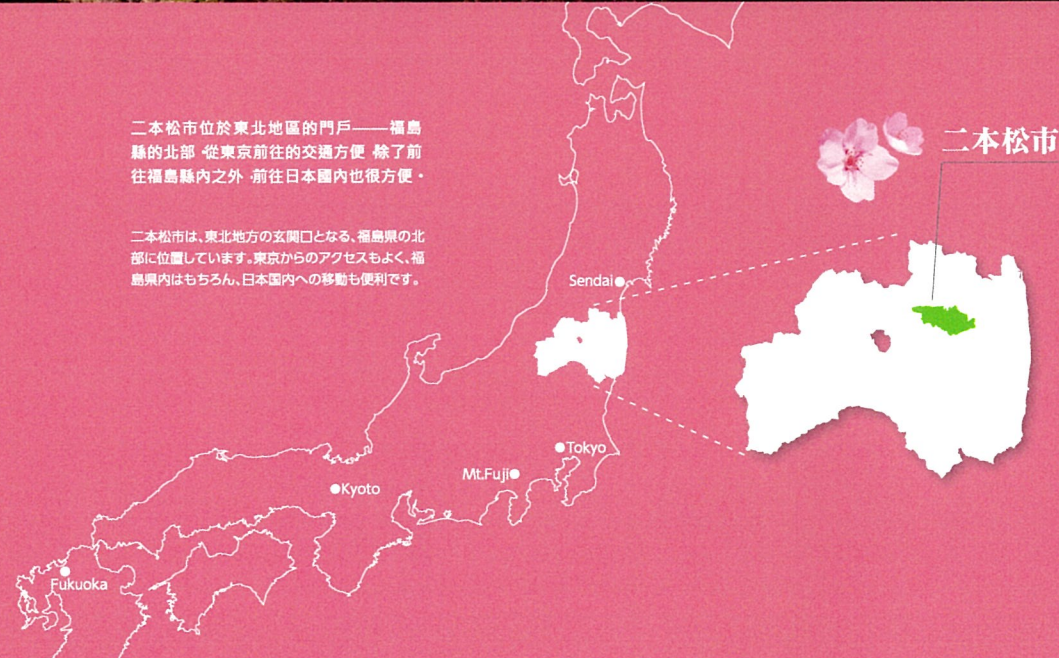 二本松市位於東北地區的門戶——福島
縣的北部,從東京前往的交通方便,除了前
往福島縣內之外,前往日本國內也很方便。
二本松市は、東北地方の玄関口となる、福島県の北
部に位置しています。東京からのアクセスもよく、福
島県内はもちろん、日本国内への移動も便利です。
二本松市
Sendai
Tokyo
Mt.Fuji
Kyoto
Fukuoka